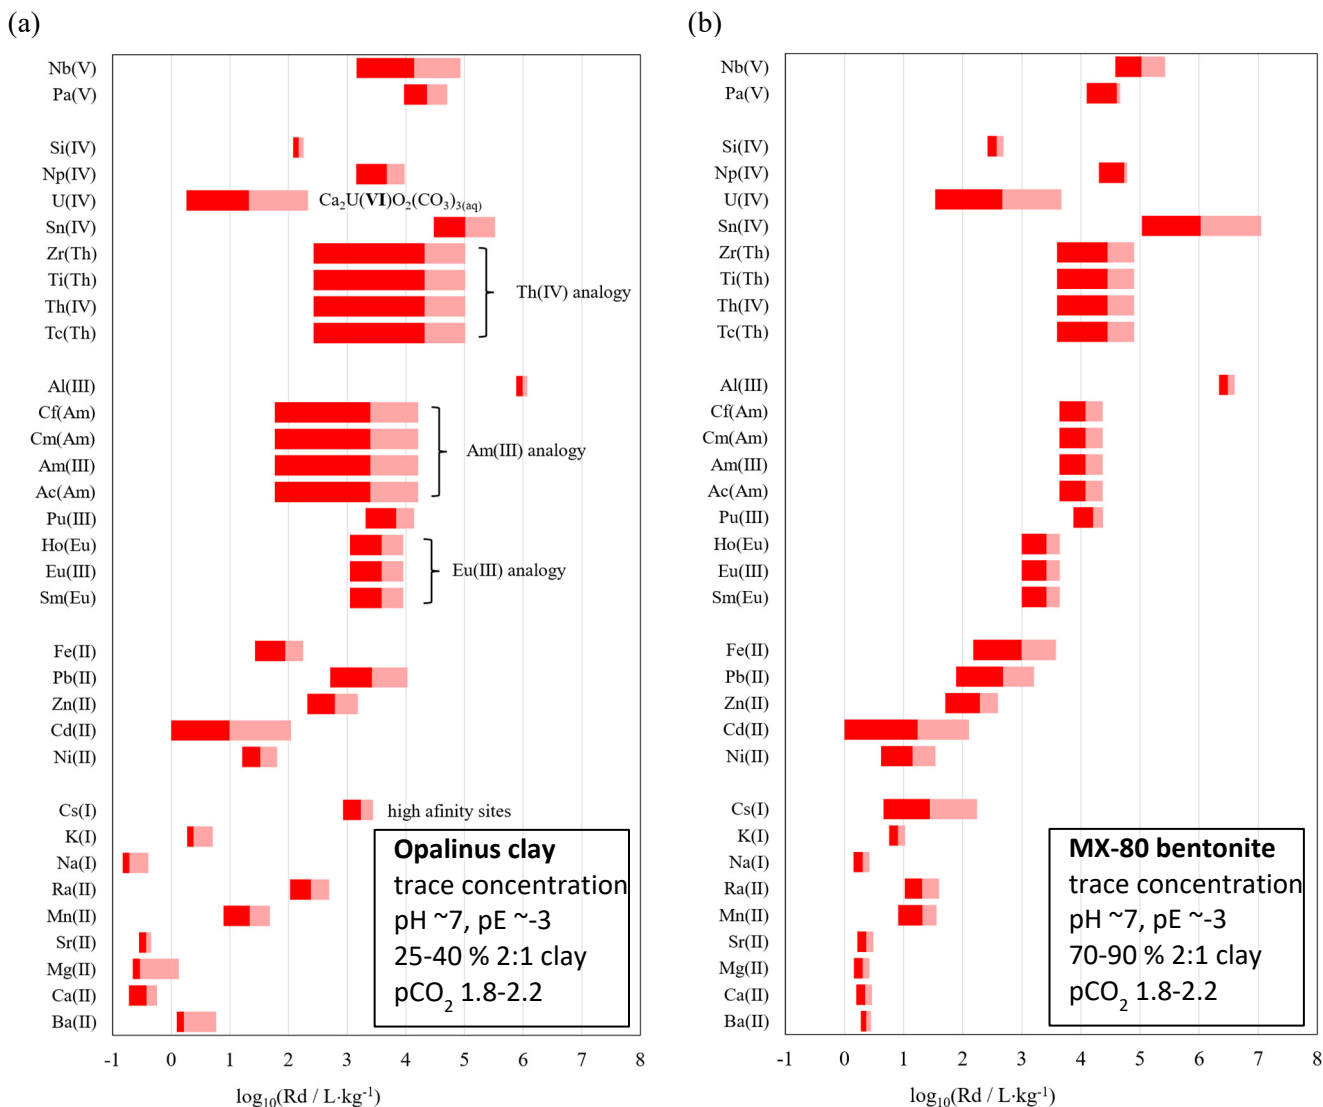 (a)
Nb(V)
Pa(V)
Si(IV)
Np(IV)
U(IV)
Ca2U(VI)O2(CO3)3(aq)
Sn(IV)
Zr(Th)
Ti(Th)
Th(IV) analogy
Th(IV)
Tc(Th)
Al(III)
Cf(Am)
Cm(Am)
Am(III) analogy
Am(III)
Ac(Am)
Pu(III)
Ho(Eu)
Eu(III)
Eu(III) analogy
Sm(Eu)
Fe(II)
Pb(II)
Zn(II)
Cd(II)
Ni(II)
Cs(I)
high afinity sites
K(I)
Na(I)
Ra(II)
Mn(II)
Sr(II)
Mg(II)
Ca(II)
Ba(II)
Opalinus clay
trace concentration
pH ~7, pE ~-3
25-40 % 2:1 clay
pCO2 1.8-2.2
-1 0 1 2 3 4 5 6 7 8
log10(Rd / L·kg-1)
(b)
Nb(V)
Pa(V)
Si(IV)
Np(IV)
U(IV)
Sn(IV)
Zr(Th)
Ti(Th)
Th(IV)
Tc(Th)
Al(III)
Cf(Am)
Cm(Am)
Am(III)
Ac(Am)
Pu(III)
Ho(Eu)
Eu(III)
Sm(Eu)
Fe(II)
Pb(II)
Zn(II)
Cd(II)
Ni(II)
Cs(I)
K(I)
Na(I)
Ra(II)
Mn(II)
Sr(II)
Mg(II)
Ca(II)
Ba(II)
MX-80 bentonite
trace concentration
pH ~7, pE ~-3
70-90 % 2:1 clay
pCO2 1.8-2.2
-1 0 1 2 3 4 5 6 7 8
log10(Rd / L·kg-1)